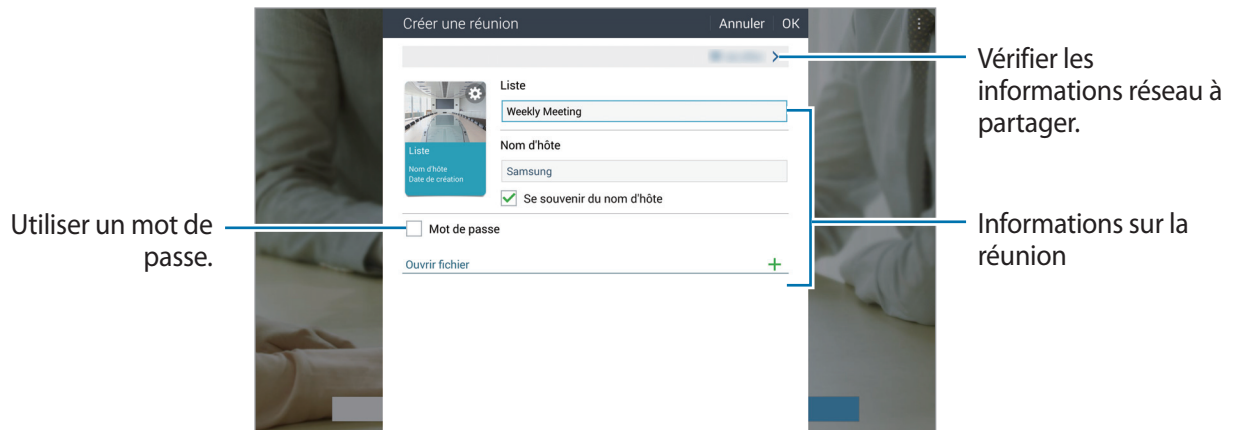 Créer une réunion Annuler OK
Vérifier les
informations réseau à
partager.
Liste
Weekly Meeting
Nom d'hôte
Samsung
Se souvenir du nom d'hôte
Liste
Nom d'hôte
Date de création
Utiliser un mot de
passe.
Mot de passe
Informations sur la
réunion
Ouvrir fichier